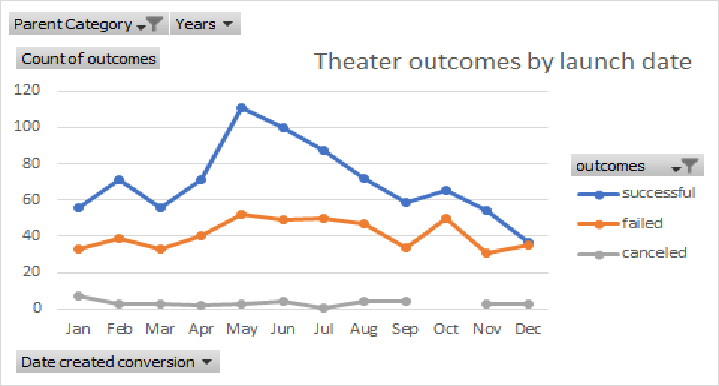 Parent Category Years
Count of outcomes
Theater outcomes by launch date
120
100
80
60
40
20
0
Jan Feb Mar Apr May Jun Jul Aug Sep Oct Nov Dec
outcomes
successful
failed
canceled
Date created conversion